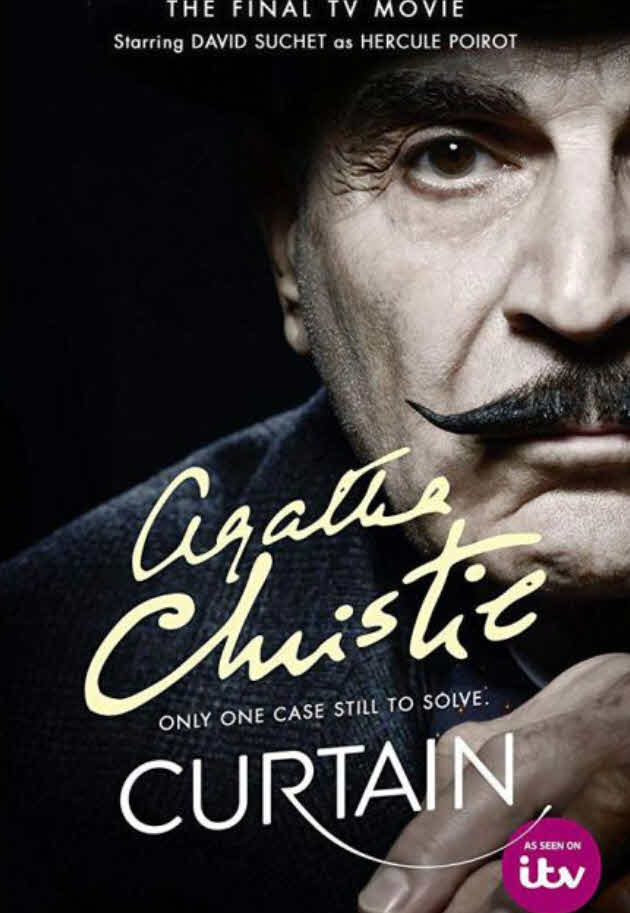 THE FINAL TV MOVIE
Starring DAVID SUCHET as HERCULE POIROT
Agatha
Christie
ONLY ONE CASE STILL TO SOLVE.
CURTAIN
AS SEEN ON
itv